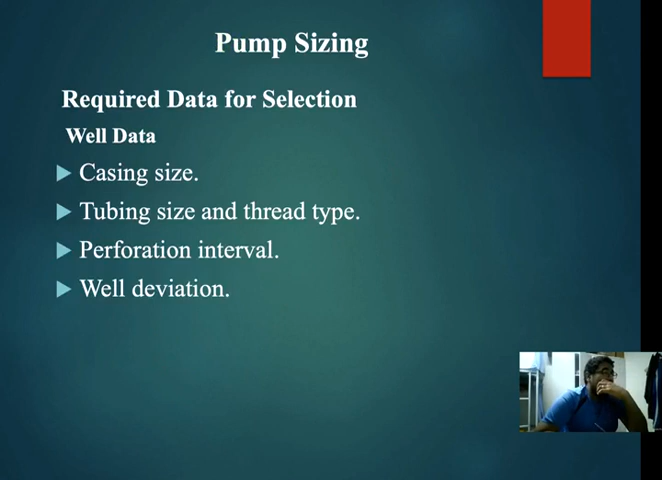 Pump Sizing
Required Data for Selection
Well Data
Casing size.
Tubing size and thread type.
Perforation interval.
Well deviation.